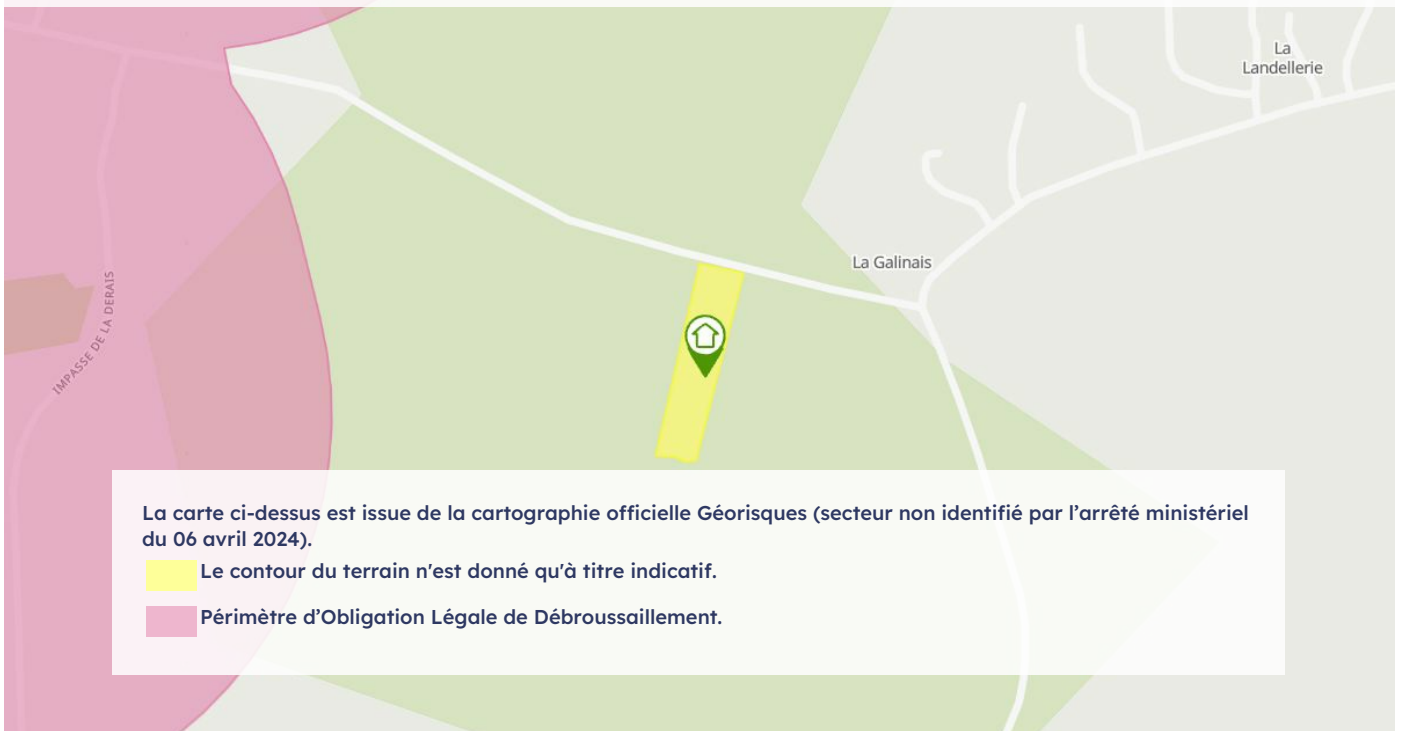 La
Landellerie
La Galinais
IMPASSE DE LA DERAIS
La carte ci-dessus est issue de la cartographie officielle Géorisques (secteur non identifié par l’arrêté ministériel
du 06 avril 2024).
Le contour du terrain n'est donné qu'à titre indicatif.
Périmètre d’Obligation Légale de Débroussaillement.